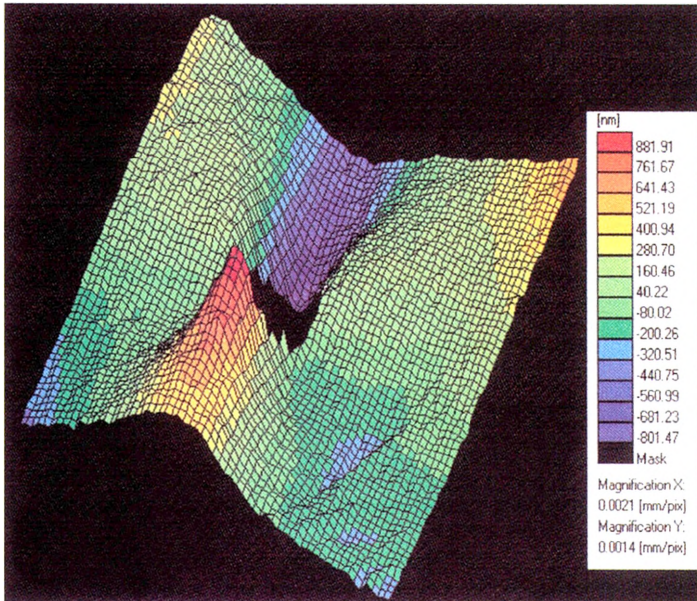 [nm]
881.91
761.67
641.43
521.19
400.94
280.70
160.46
40.22
-80.02
-200.26
-320.51
-440.75
-560.99
-681.23
-801.47
Mask
Magnification X:
0.0021 [mm/pix]
Magnification Y:
0.0014 [mm/pix]